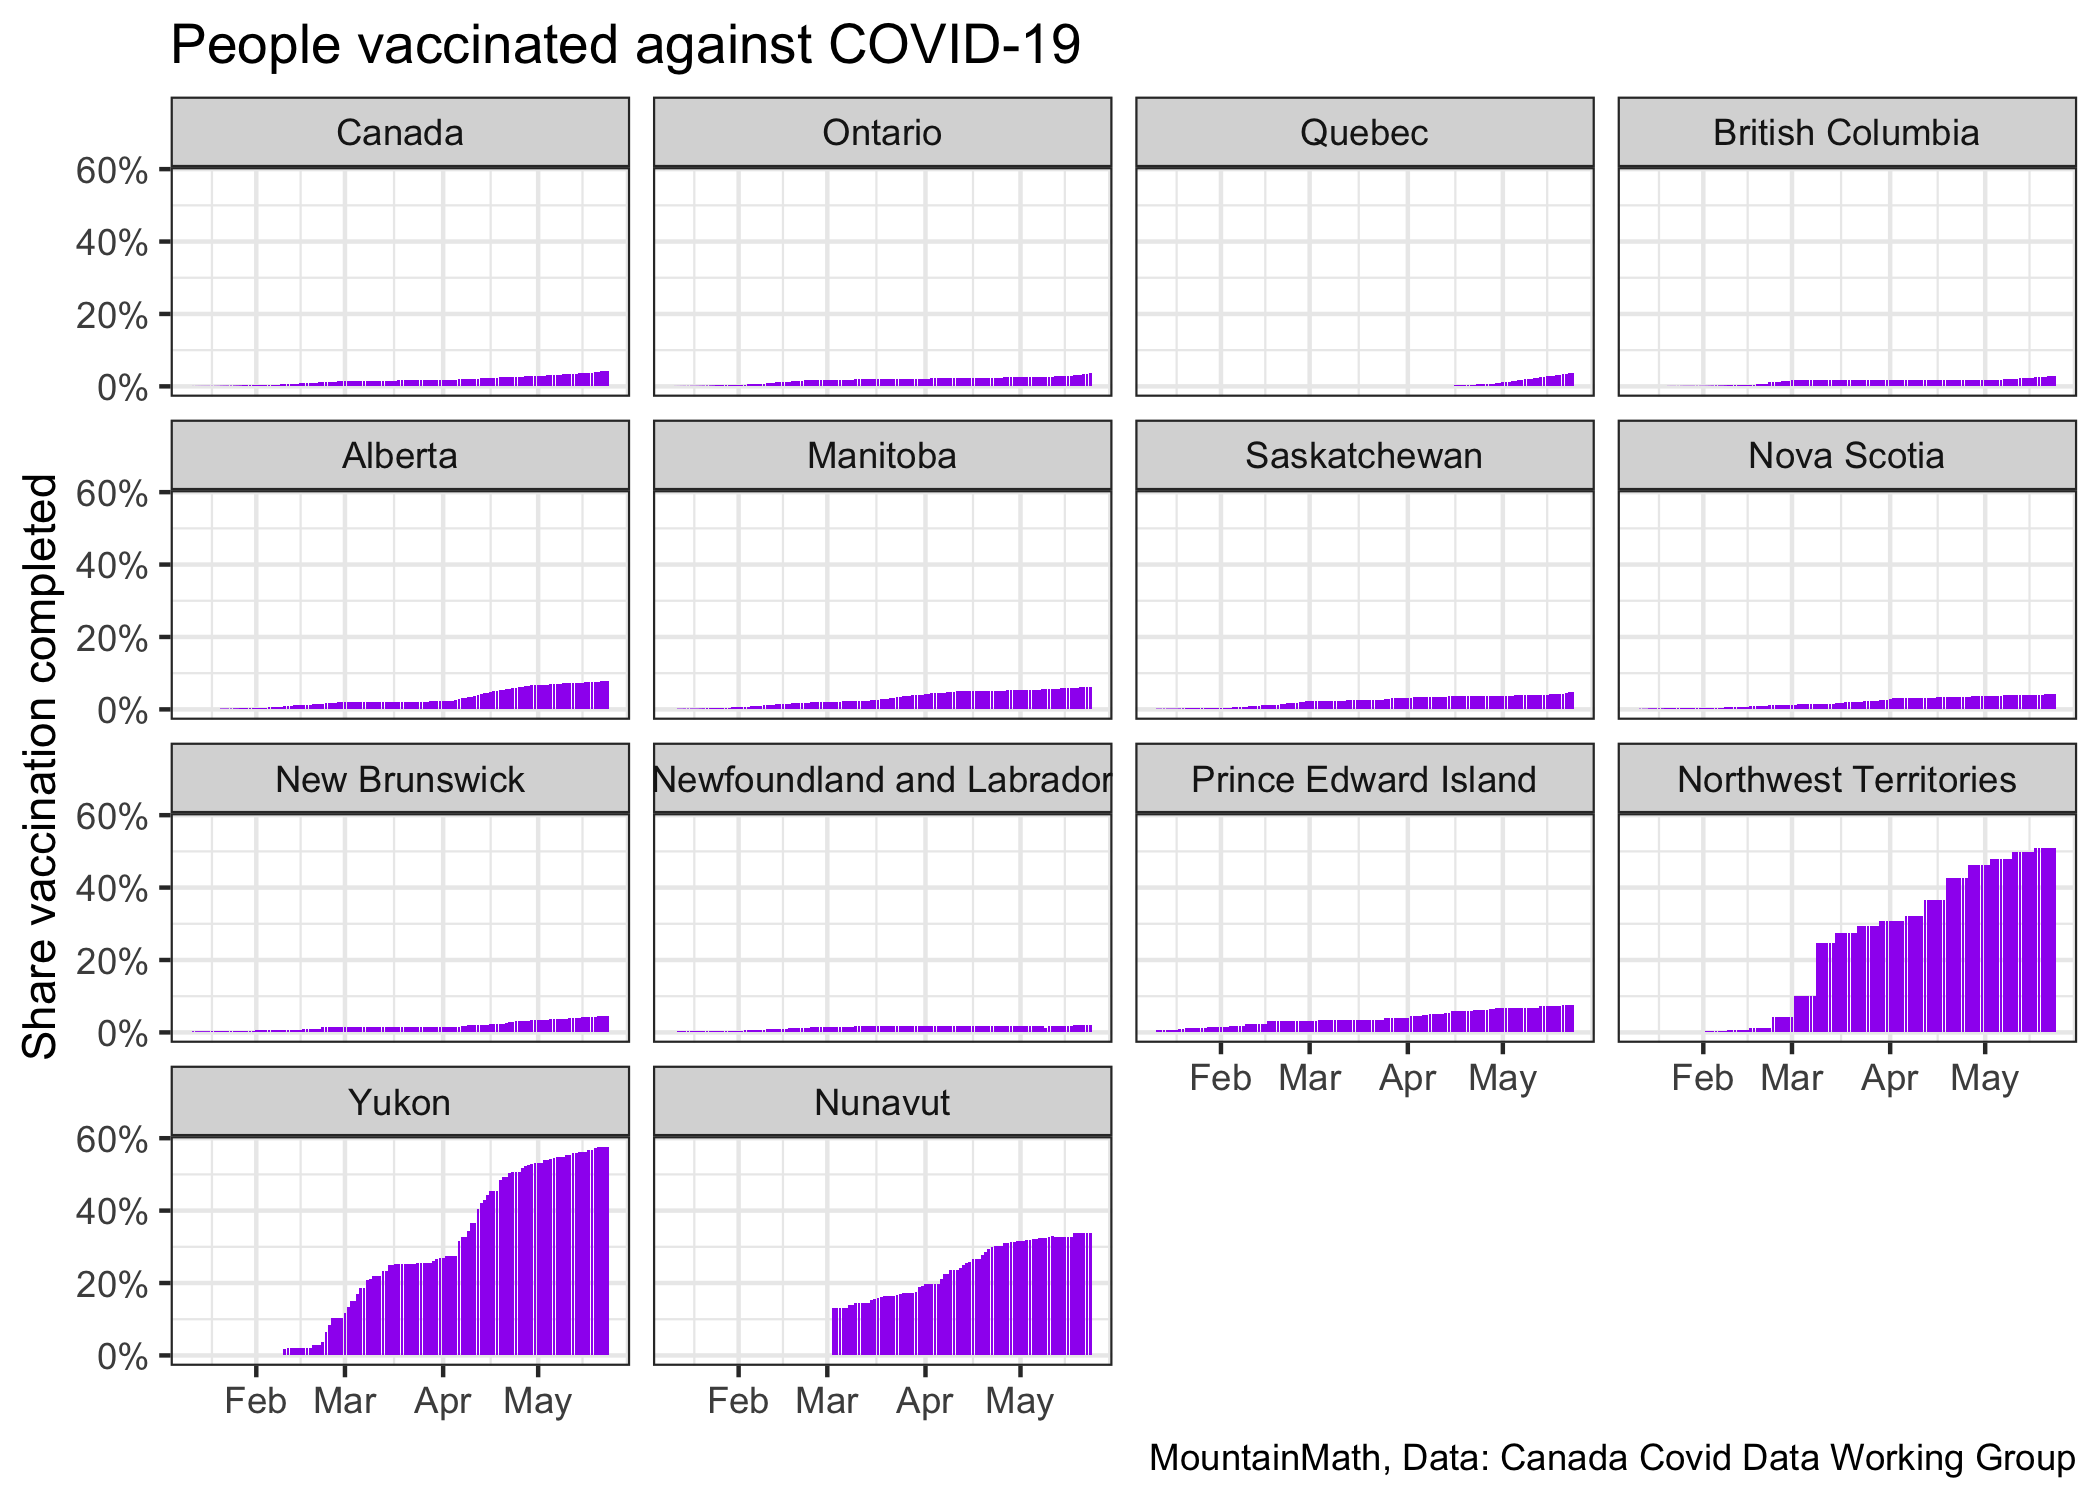 People vaccinated against COVID-19
Share vaccination completed
Canada
Ontario
Quebec
British Columbia
60%
40%
20%
0%
Alberta
Manitoba
Saskatchewan
Nova Scotia
60%
40%
20%
0%
New Brunswick
Newfoundland and Labrador
Prince Edward Island
Northwest Territories
60%
40%
20%
0%
Feb Mar Apr May
Feb Mar Apr May
Yukon
Nunavut
60%
40%
20%
0%
Feb Mar Apr May
Feb Mar Apr May
MountainMath, Data: Canada Covid Data Working Group